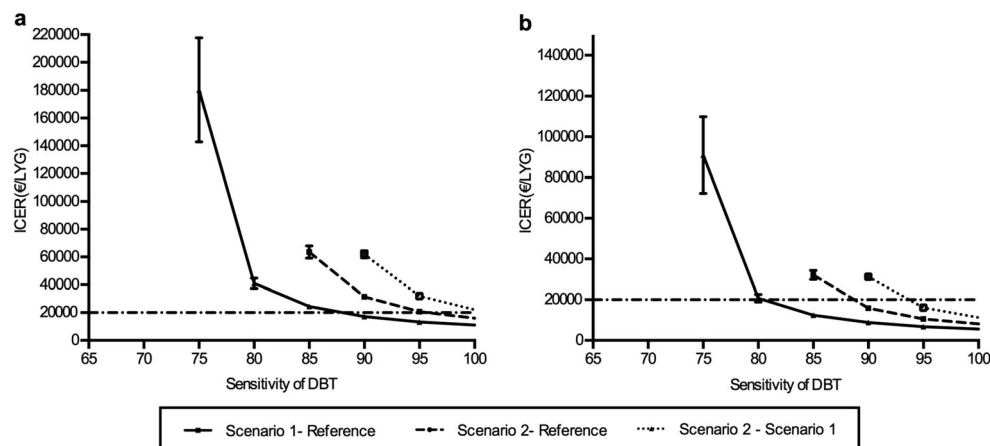 a
ICER(€/LYG)
220000
200000
180000
160000
140000
120000
100000
80000
60000
40000
20000
0
65 70 75 80 85 90 95 100
Sensitivity of DBT
b
ICER(€/LYG)
140000
120000
100000
80000
60000
40000
20000
0
65 70 75 80 85 90 95 100
Sensitivity of DBT
Scenario 1- Reference Scenario 2- Reference Scenario 2 - Scenario 1